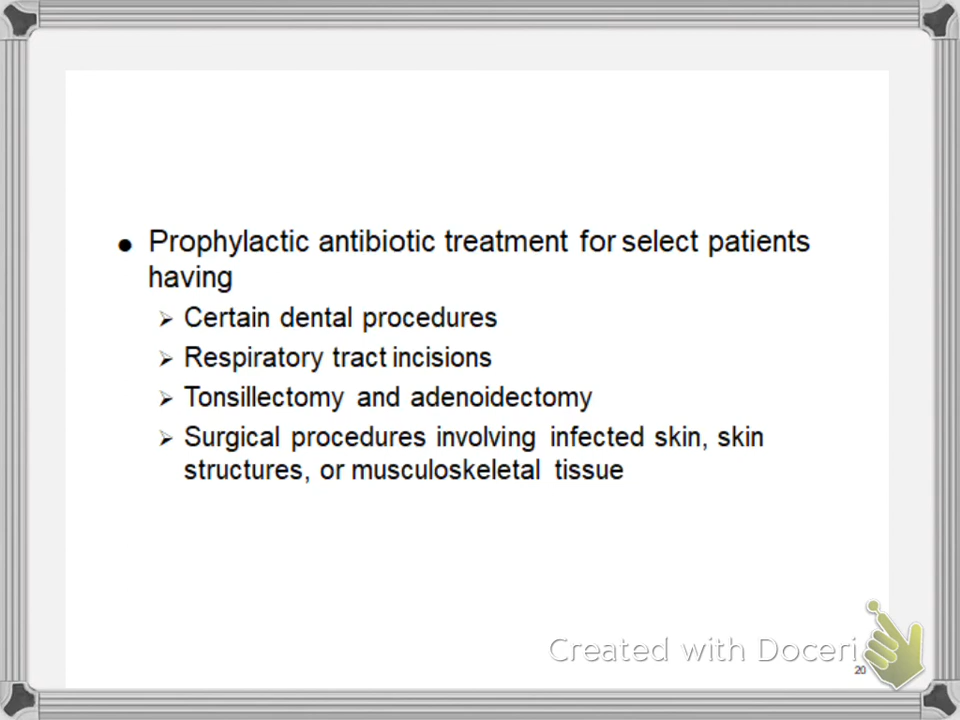 ● Prophylactic antibiotic treatment for select patients
having
➢ Certain dental procedures
➢ Respiratory tract incisions
➢ Tonsillectomy and adenoidectomy
➢ Surgical procedures involving infected skin, skin
structures, or musculoskeletal tissue
Created with Doceri
20